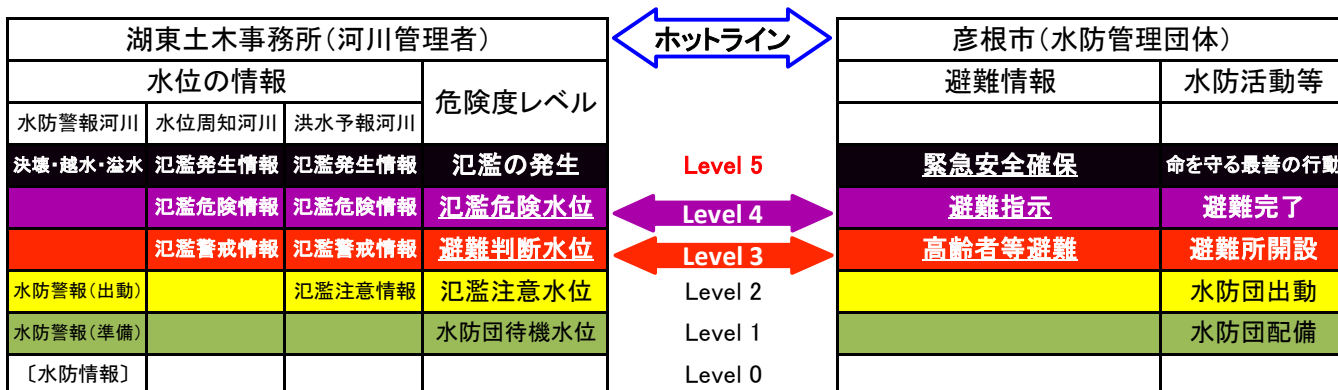 湖東土木事務所(河川管理者) ホットライン 彦根市(水防管理団体)
水位の情報 危険度レベル 避難情報 水防活動等
水防警報河川 水位周知河川 洪水予報河川
決壊・越水・溢水 氾濫発生情報 氾濫発生情報 氾濫の発生 Level 5 緊急安全確保 命を守る最善の行動
氾濫危険情報 氾濫危険情報 氾濫危険水位 Level 4 避難指示 避難完了
氾濫警戒情報 氾濫警戒情報 避難判断水位 Level 3 高齢者等避難 避難所開設
水防警報(出動) 氾濫注意情報 氾濫注意水位 Level 2 水防団出動
水防警報(準備) 水防団待機水位 Level 1 水防団配備
〔水防情報〕 Level 0